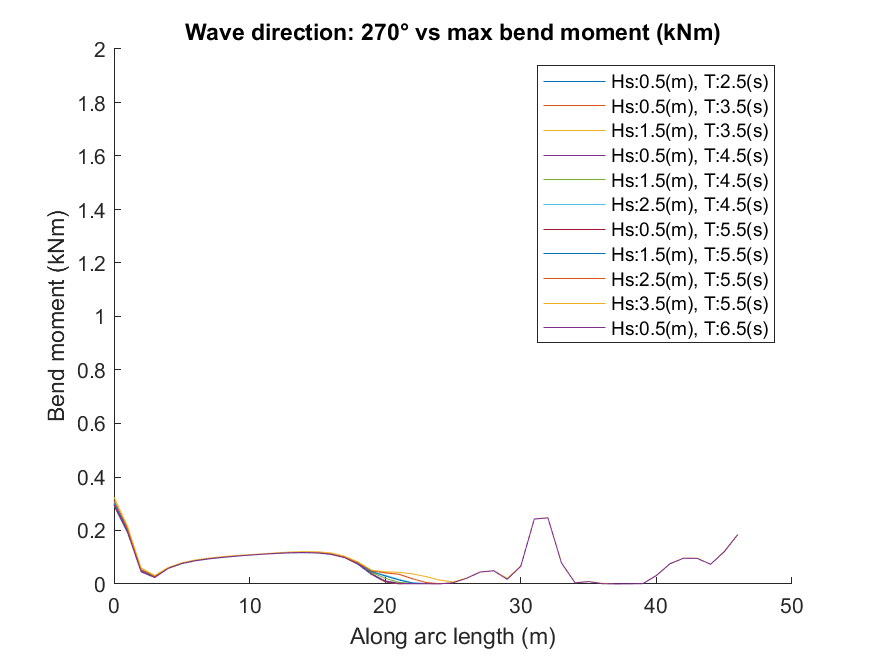 Wave direction: 270° vs max bend moment (kNm)
2
1.8
1.6
1.4
1.2
1
0.8
0.6
0.4
0.2
0
Bend moment (kNm)
Hs:0.5(m), T:2.5(s)
Hs:0.5(m), T:3.5(s)
Hs:1.5(m), T:3.5(s)
Hs:0.5(m), T:4.5(s)
Hs:1.5(m), T:4.5(s)
Hs:2.5(m), T:4.5(s)
Hs:0.5(m), T:5.5(s)
Hs:1.5(m), T:5.5(s)
Hs:2.5(m), T:5.5(s)
Hs:3.5(m), T:5.5(s)
Hs:0.5(m), T:6.5(s)
0 10 20 30 40 50
Along arc length (m)